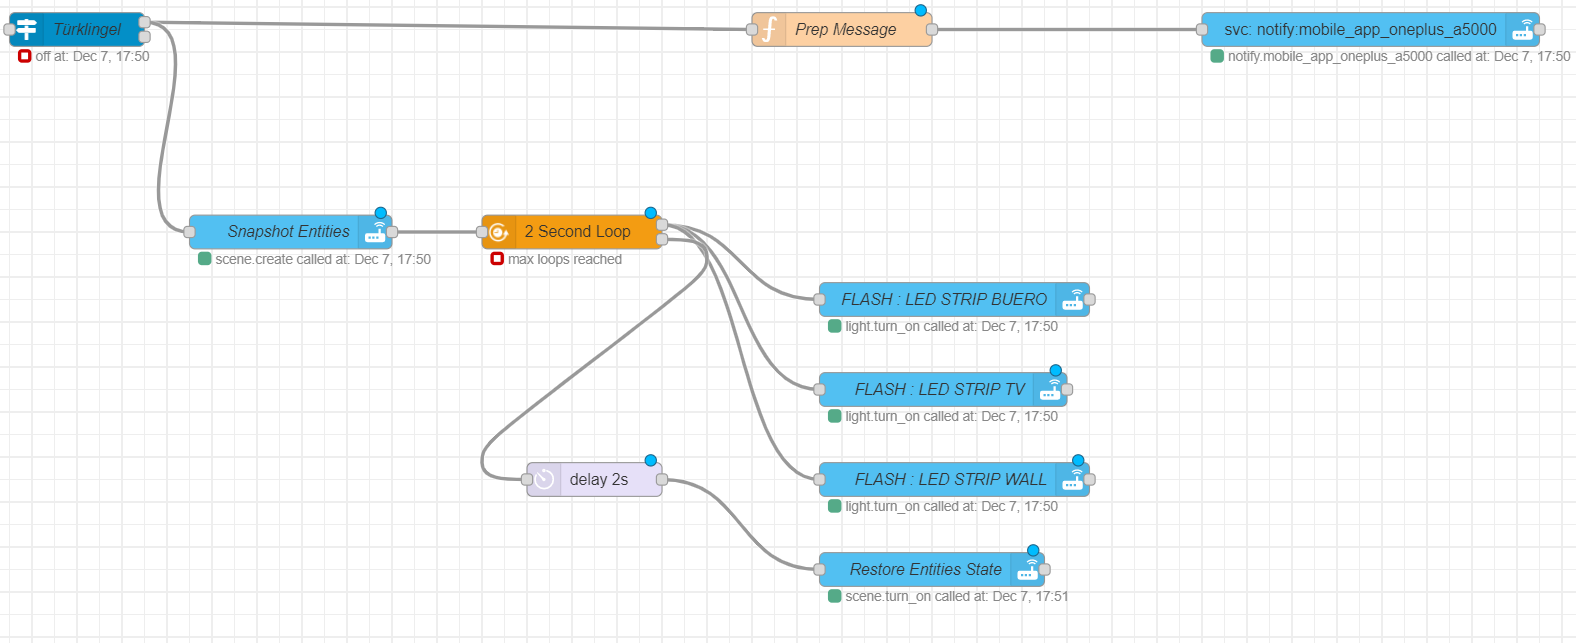 Türklingel
off at: Dec 7, 17:50
Prep Message
svc: notify:mobile_app_oneplus_a5000
notify.mobile_app_oneplus_a5000 called at: Dec 7, 17:50
Snapshot Entities
scene.create called at: Dec 7, 17:50
2 Second Loop
max loops reached
FLASH : LED STRIP BUERO
light.turn_on called at: Dec 7, 17:50
FLASH : LED STRIP TV
light.turn_on called at: Dec 7, 17:50
delay 2s
FLASH : LED STRIP WALL
light.turn_on called at: Dec 7, 17:50
Restore Entities State
scene.turn_on called at: Dec 7, 17:51